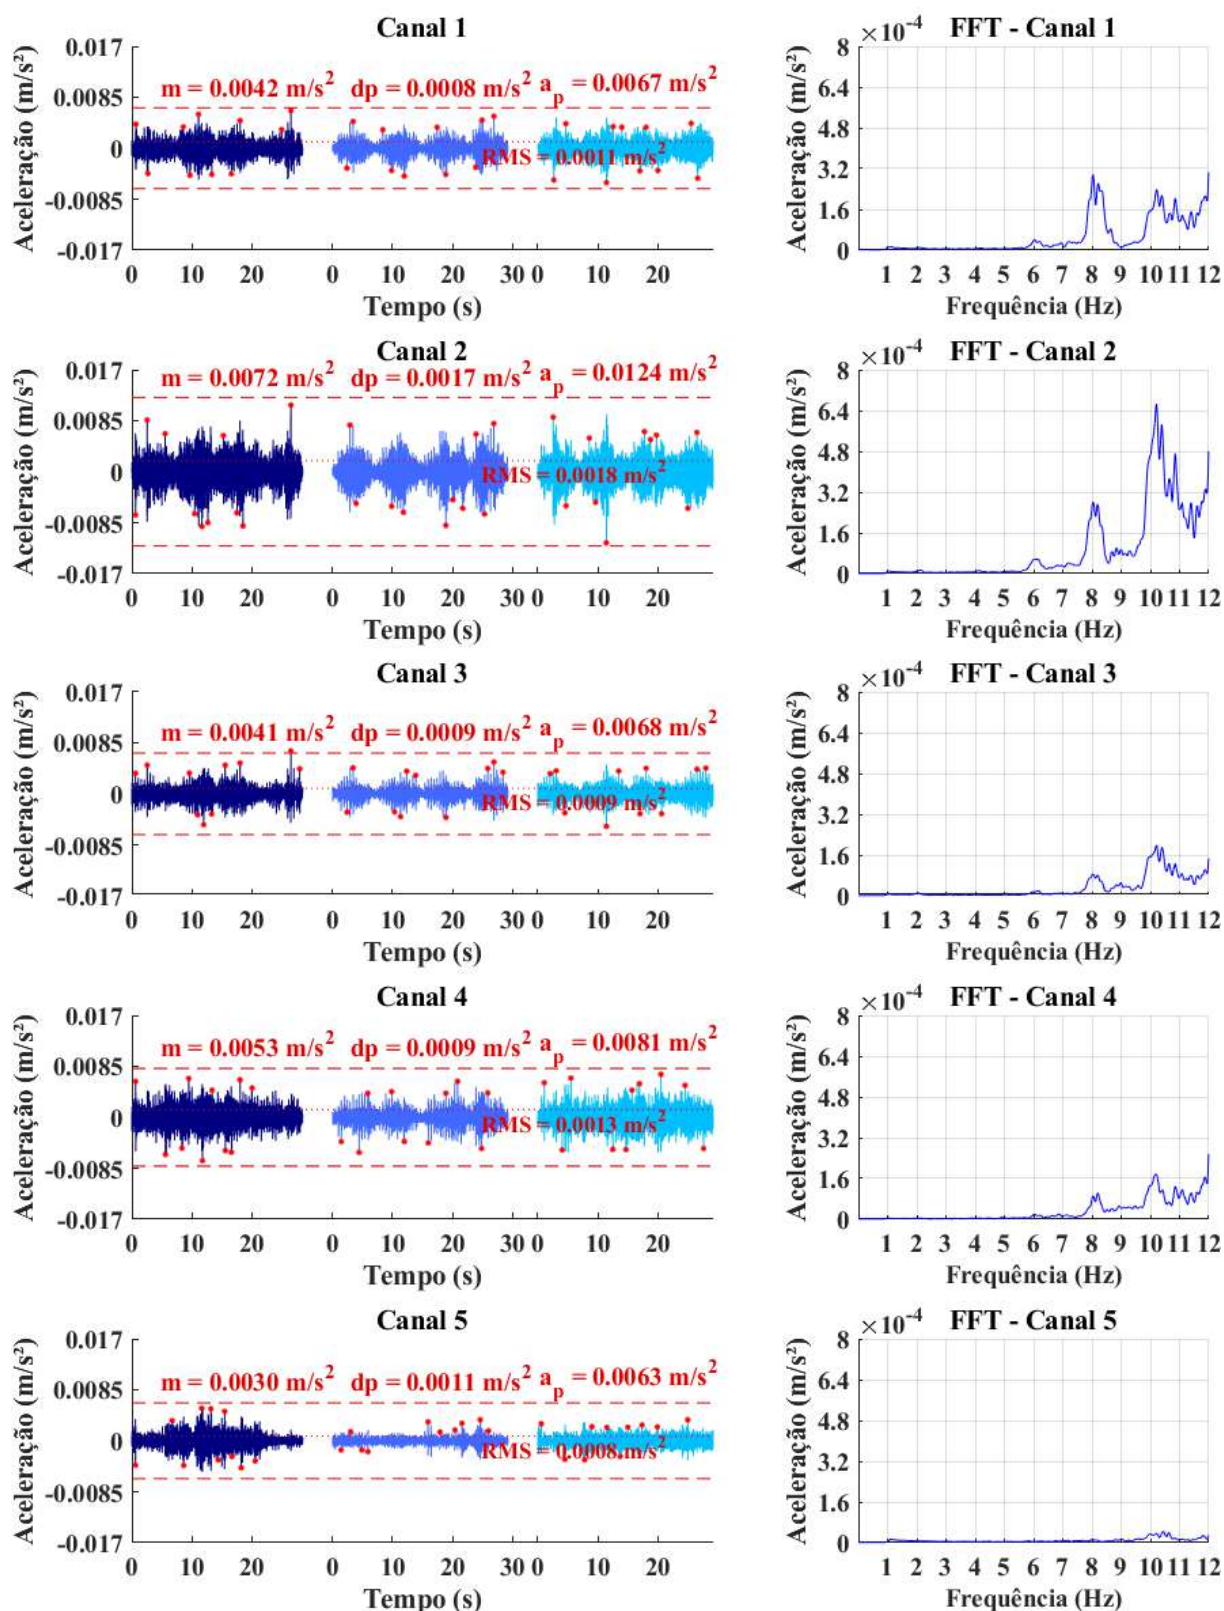 Canal 1
0.017
m = 0.0042 m/s² dp = 0.0008 m/s² a_p = 0.0067 m/s²
0.0085
0
RMS = 0.0011 m/s²
-0.0085
-0.017
0 10 20 0 10 20 30 0 10 20
Tempo (s)
Aceleração (m/s²)
×10⁻⁴ FFT - Canal 1
8
6.4
4.8
3.2
1.6
0
1 2 3 4 5 6 7 8 9 10 11 12
Frequência (Hz)
Aceleração (m/s²)
Canal 2
0.017
m = 0.0072 m/s² dp = 0.0017 m/s² a_p = 0.0124 m/s²
0.0085
0
RMS = 0.0018 m/s²
-0.0085
-0.017
0 10 20 0 10 20 30 0 10 20
Tempo (s)
Aceleração (m/s²)
×10⁻⁴ FFT - Canal 2
8
6.4
4.8
3.2
1.6
0
1 2 3 4 5 6 7 8 9 10 11 12
Frequência (Hz)
Aceleração (m/s²)
Canal 3
0.017
m = 0.0041 m/s² dp = 0.0009 m/s² a_p = 0.0068 m/s²
0.0085
0
RMS = 0.0009 m/s²
-0.0085
-0.017
0 10 20 0 10 20 30 0 10 20
Tempo (s)
Aceleração (m/s²)
×10⁻⁴ FFT - Canal 3
8
6.4
4.8
3.2
1.6
0
1 2 3 4 5 6 7 8 9 10 11 12
Frequência (Hz)
Aceleração (m/s²)
Canal 4
0.017
m = 0.0053 m/s² dp = 0.0009 m/s² a_p = 0.0081 m/s²
0.0085
0
RMS = 0.0013 m/s²
-0.0085
-0.017
0 10 20 0 10 20 30 0 10 20
Tempo (s)
Aceleração (m/s²)
×10⁻⁴ FFT - Canal 4
8
6.4
4.8
3.2
1.6
0
1 2 3 4 5 6 7 8 9 10 11 12
Frequência (Hz)
Aceleração (m/s²)
Canal 5
0.017
m = 0.0030 m/s² dp = 0.0011 m/s² a_p = 0.0063 m/s²
0.0085
0
RMS = 0.0008 m/s²
-0.0085
-0.017
0 10 20 0 10 20 30 0 10 20
Tempo (s)
Aceleração (m/s²)
×10⁻⁴ FFT - Canal 5
8
6.4
4.8
3.2
1.6
0
1 2 3 4 5 6 7 8 9 10 11 12
Frequência (Hz)
Aceleração (m/s²)